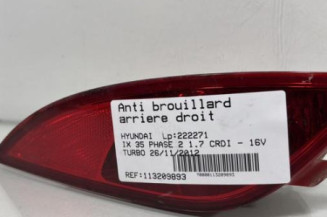 Anti brouillard
arriere droit
HYUNDAI Lp:222271
IX 35 PHASE 2 1.7 CRDI - 16V
TURBO 26/11/2012
REF:113209893